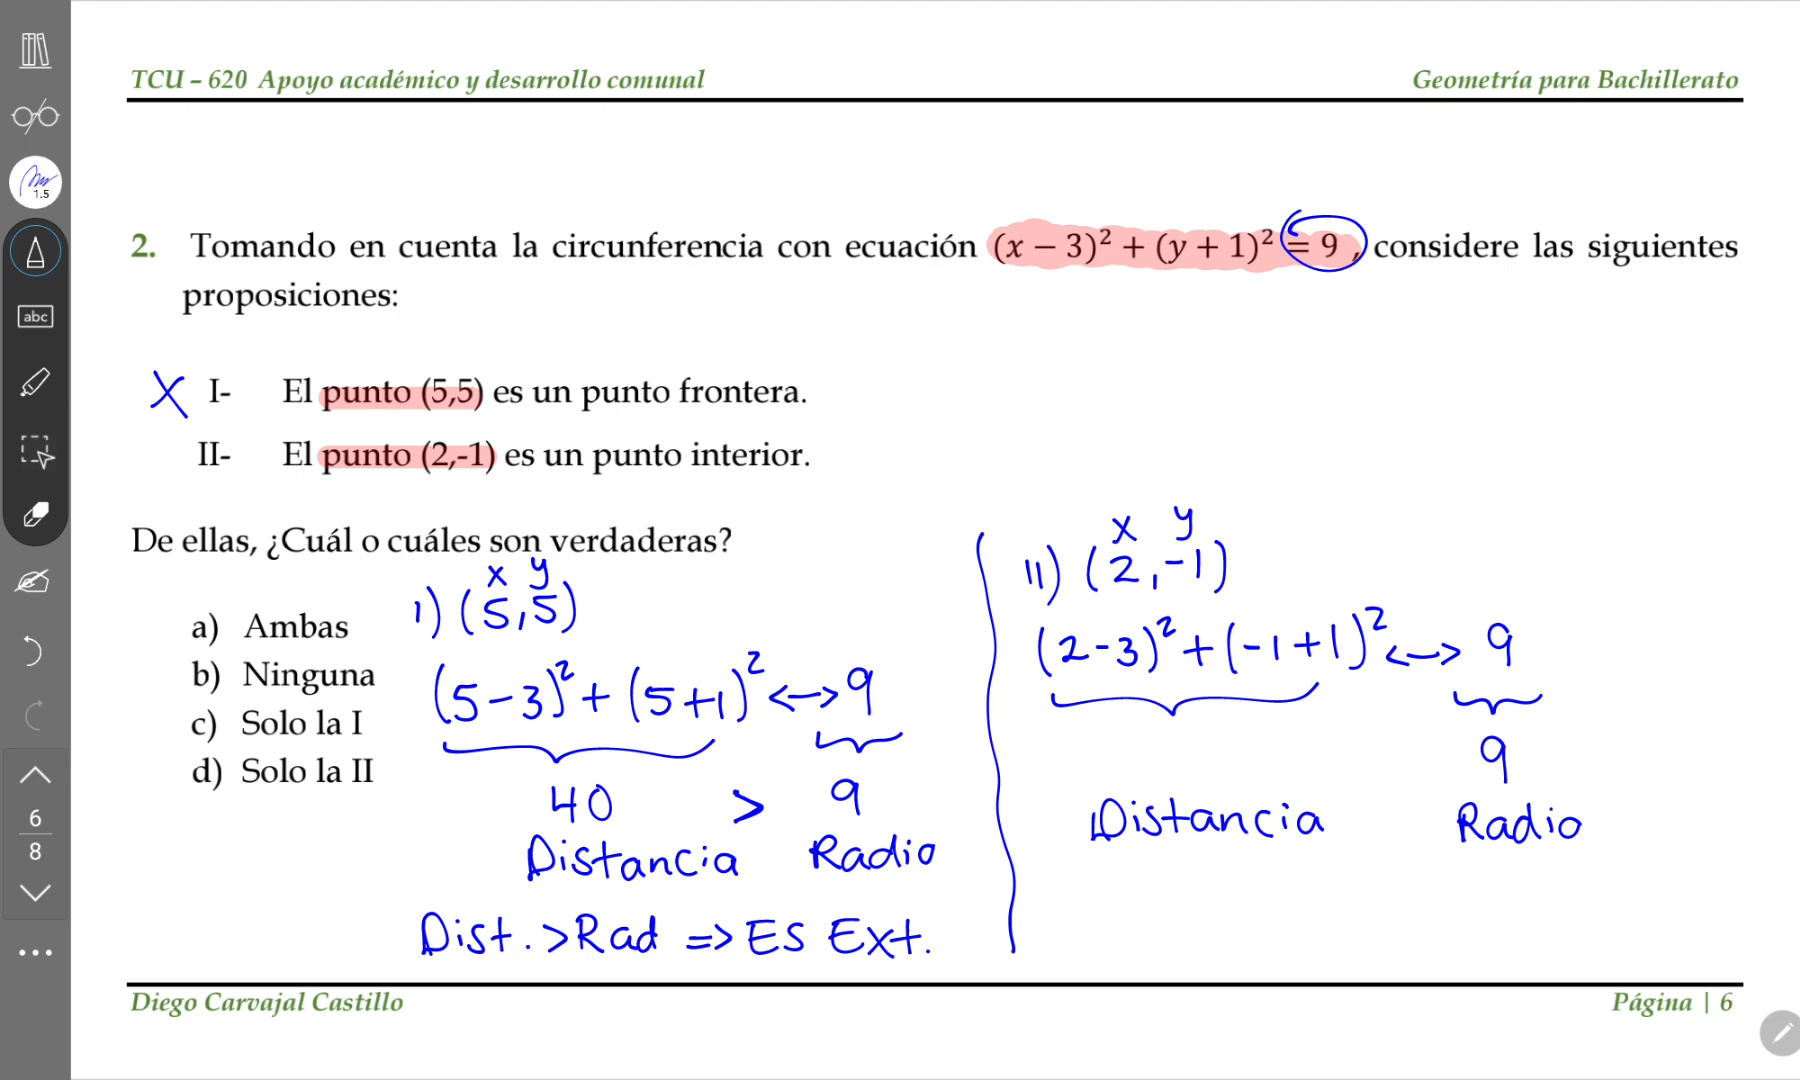 TCU – 620 Apoyo académico y desarrollo comunal Geometría para Bachillerato
1.5
abc
2. Tomando en cuenta la circunferencia con ecuación (x − 3)² + (y + 1)² = 9 , considere las siguientes
proposiciones:
X I- El punto (5,5) es un punto frontera.
II- El punto (2,-1) es un punto interior.
De ellas, ¿Cuál o cuáles son verdaderas?
a) Ambas
b) Ninguna
c) Solo la I
d) Solo la II
x y
I) (5,5)
(5-3)² + (5+1)² <-> 9
40 > 9
Distancia Radio
Dist. > Rad => Es Ext.
x y
II) (2,-1)
(2-3)² + (-1+1)² <-> 9
9
Distancia Radio
6
8
Diego Carvajal Castillo Página | 6